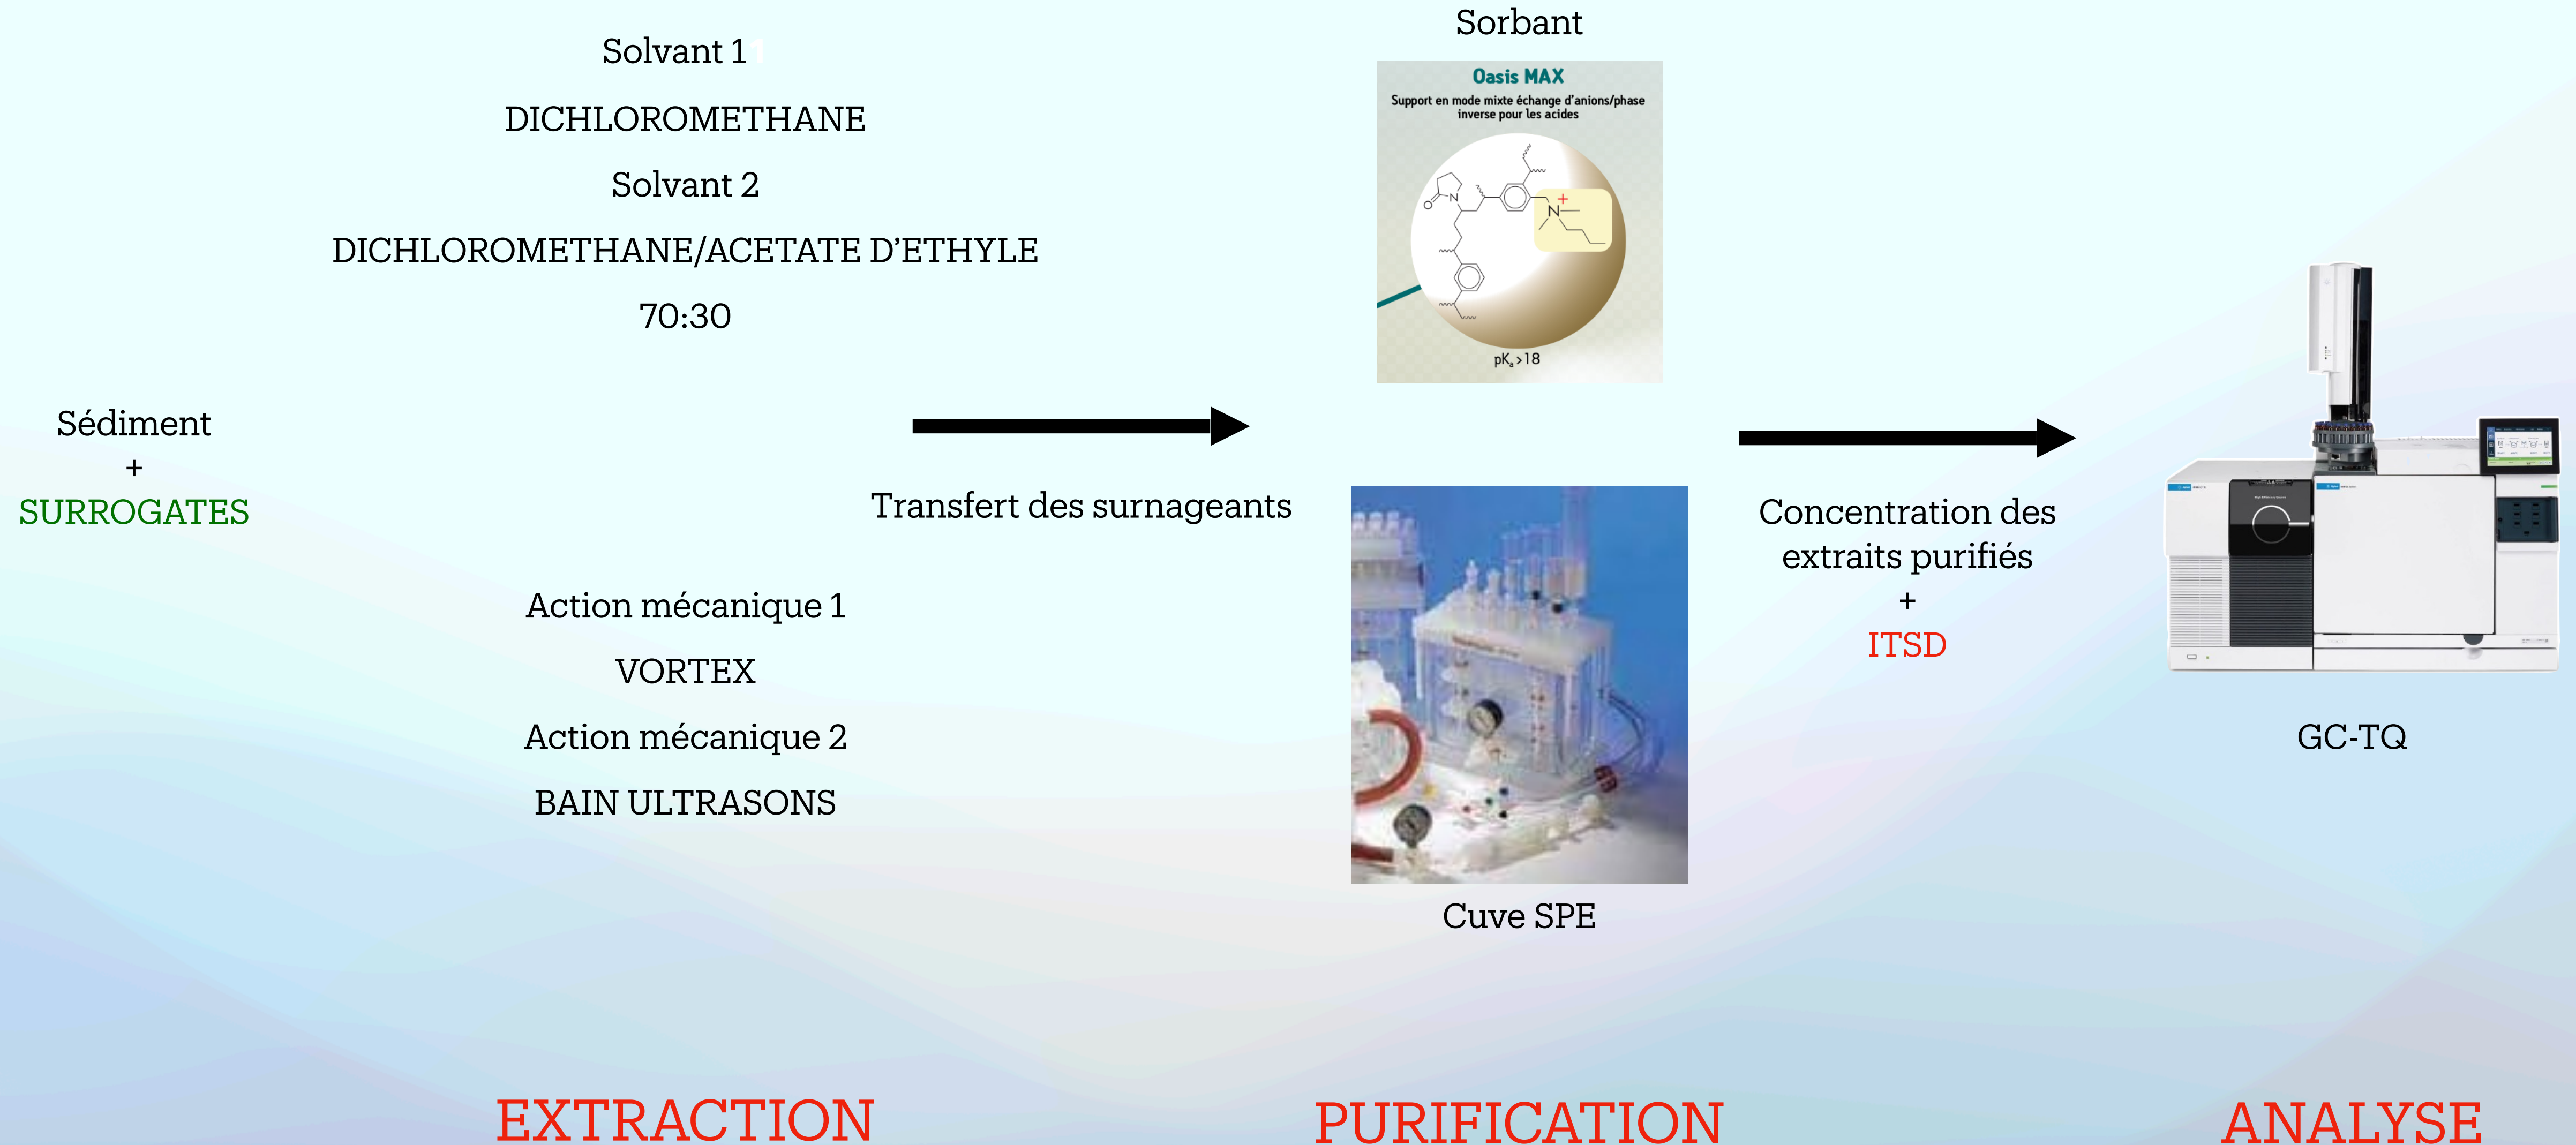 Sédiment
+
SURROGATES
Solvant 1
DICHLOROMETHANE
Solvant 2
DICHLOROMETHANE/ACETATE D'ETHYLE
70:30
Action mécanique 1
VORTEX
Action mécanique 2
BAIN ULTRASONS
EXTRACTION
Transfert des surnageants
Sorbant
Oasis MAX
Support en mode mixte échange d'anions/phase
inverse pour les acides
O
N
N
+
pKa >18
Cuve SPE
PURIFICATION
Concentration des
extraits purifiés
+
ITSD
GC-TQ
ANALYSE